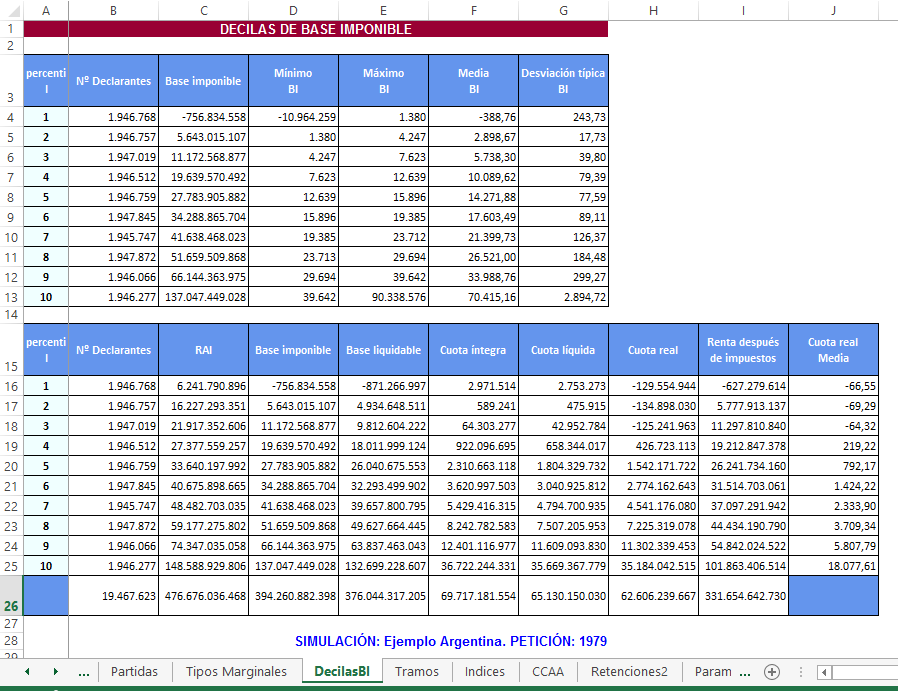 A B C D E F G H I J
1 DECILAS DE BASE IMPONIBLE
2
3 percentil Nº Declarantes Base imponible Mínimo BI Máximo BI Media BI Desviación típica BI
4 1 1.946.768 -756.834.558 -10.964.259 1.380 -388,76 243,73
5 2 1.946.757 5.643.015.107 1.380 4.247 2.898,67 17,73
6 3 1.947.019 11.172.568.877 4.247 7.623 5.738,30 39,80
7 4 1.946.512 19.639.570.492 7.623 12.639 10.089,62 79,39
8 5 1.946.759 27.783.905.882 12.639 15.896 14.271,88 77,59
9 6 1.947.845 34.288.865.704 15.896 19.385 17.603,49 89,11
10 7 1.945.747 41.638.468.023 19.385 23.712 21.399,73 126,37
11 8 1.947.872 51.659.509.868 23.713 29.694 26.521,00 184,48
12 9 1.946.066 66.144.363.975 29.694 39.642 33.988,76 299,27
13 10 1.946.277 137.047.449.028 39.642 90.338.576 70.415,16 2.894,72
14
15 percentil Nº Declarantes RAI Base imponible Base liquidable Cuota íntegra Cuota líquida Cuota real Renta después de impuestos Cuota real Media
16 1 1.946.768 6.241.790.896 -756.834.558 -871.266.997 2.971.514 2.753.273 -129.554.944 -627.279.614 -66,55
17 2 1.946.757 16.227.293.351 5.643.015.107 4.934.648.511 589.241 475.915 -134.898.030 5.777.913.137 -69,29
18 3 1.947.019 21.917.352.606 11.172.568.877 9.812.604.222 64.303.277 42.952.784 -125.241.963 11.297.810.840 -64,32
19 4 1.946.512 27.377.559.257 19.639.570.492 18.011.999.124 922.096.695 658.344.017 426.723.113 19.212.847.378 219,22
20 5 1.946.759 33.640.197.992 27.783.905.882 26.040.675.553 2.310.663.118 1.804.329.732 1.542.171.722 26.241.734.160 792,17
21 6 1.947.845 40.675.898.665 34.288.865.704 32.293.499.902 3.620.997.503 3.040.925.812 2.774.162.643 31.514.703.061 1.424,22
22 7 1.945.747 48.482.703.035 41.638.468.023 39.657.800.795 5.429.416.315 4.794.700.935 4.541.176.080 37.097.291.942 2.333,90
23 8 1.947.872 59.177.275.802 51.659.509.868 49.627.664.445 8.242.782.583 7.507.205.953 7.225.319.078 44.434.190.790 3.709,34
24 9 1.946.066 74.347.035.058 66.144.363.975 63.837.463.043 12.401.116.977 11.609.093.830 11.302.339.453 54.842.024.522 5.807,79
25 10 1.946.277 148.588.929.806 137.047.449.028 132.699.228.607 36.722.244.331 35.669.367.779 35.184.042.515 101.863.406.514 18.077,61
26 19.467.623 476.676.036.468 394.260.882.398 376.044.317.205 69.717.181.554 65.130.150.030 62.606.239.667 331.654.642.730
27
28 SIMULACIÓN: Ejemplo Argentina. PETICIÓN: 1979
29
... Partidas Tipos Marginales DecilasBI Tramos Indices CCAA Retenciones2 Param ...